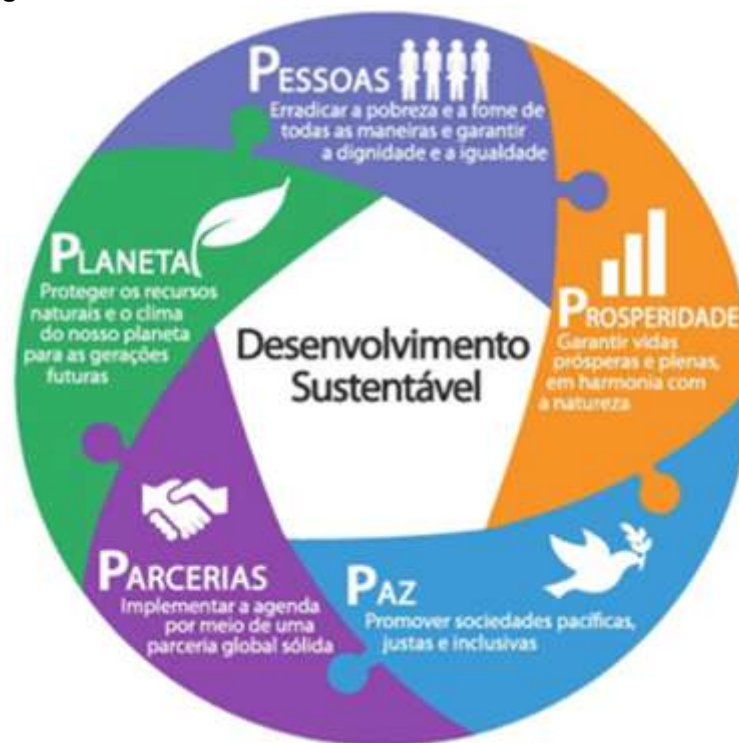 g
PESSOAS
Erradicar a pobreza e a fome de
todas as maneiras e garantir
a dignidade e a igualdade
PLANETA
Proteger os recursos
naturais e o clima
do nosso planeta
para as gerações
futuras
PROSPERIDADE
Garantir vidas
prósperas e plenas,
em harmonia com
a natureza
Desenvolvimento
Sustentável
PARCERIAS
Implementar a agenda
por meio de uma
parceria global sólida
PAZ
Promover sociedades pacíficas,
justas e inclusivas